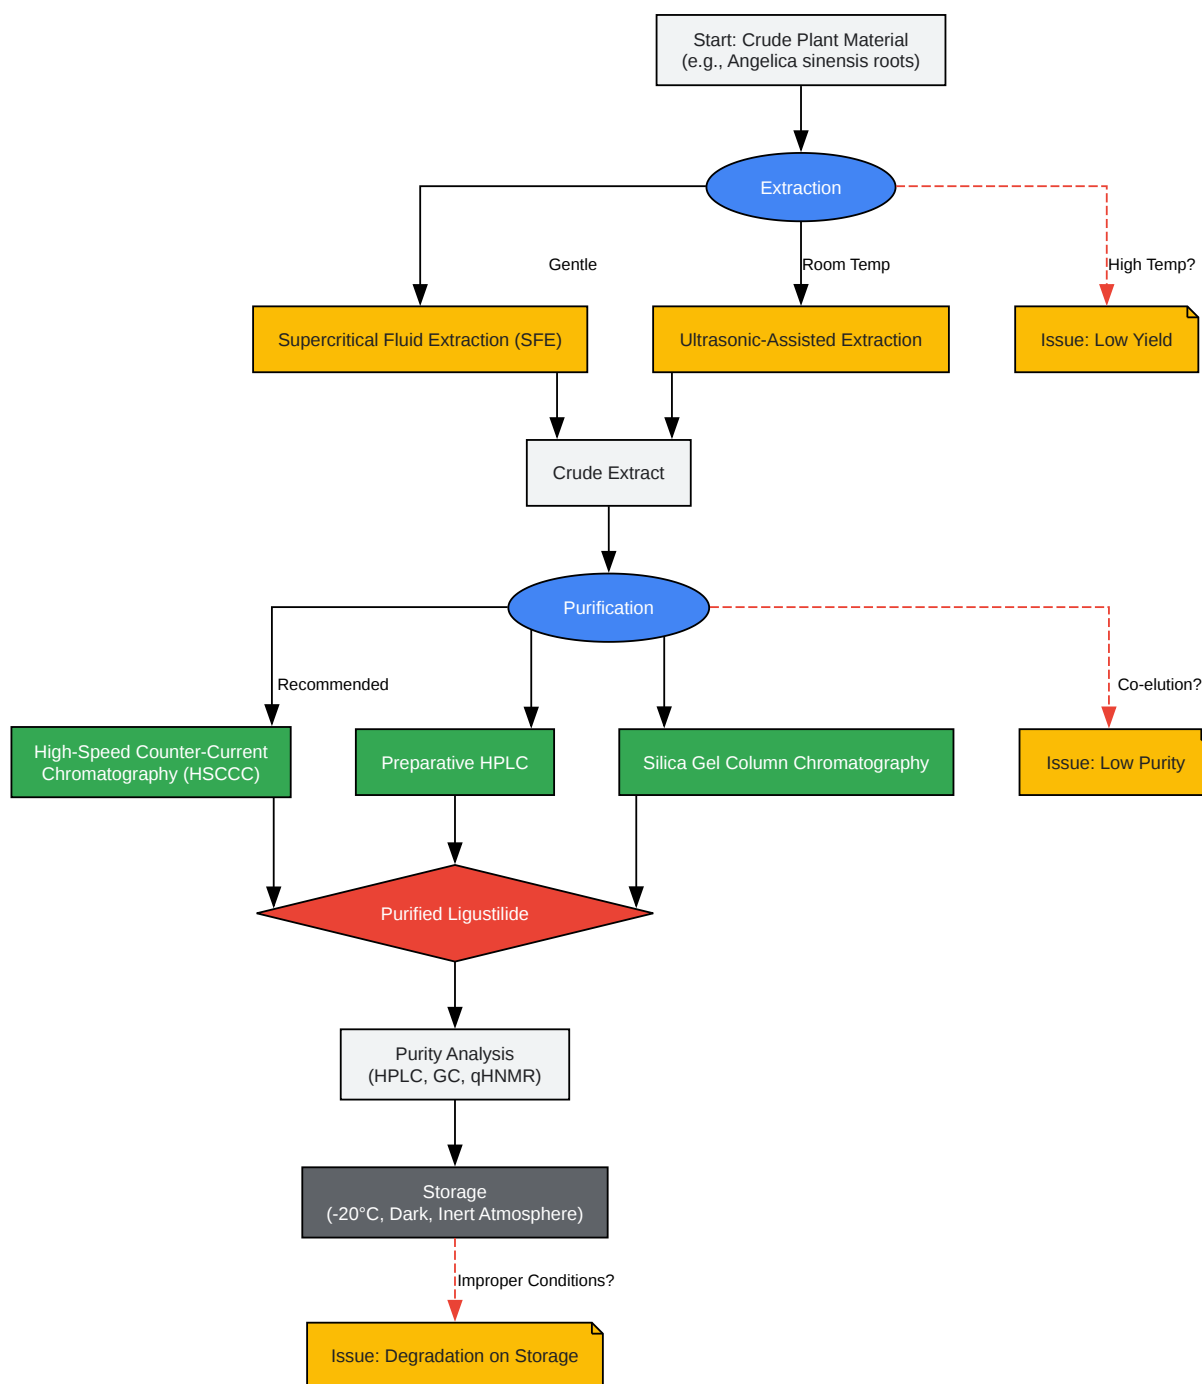 Start: Crude Plant Material
(e.g., Angelica sinensis roots)
Extraction
Gentle
Room Temp
High Temp?
Supercritical Fluid Extraction (SFE)
Ultrasonic-Assisted Extraction
Issue: Low Yield
Crude Extract
Purification
Recommended
Co-elution?
High-Speed Counter-Current
Chromatography (HSCCC)
Preparative HPLC
Silica Gel Column Chromatography
Issue: Low Purity
Purified Ligustilide
Purity Analysis
(HPLC, GC, qHNMR)
Storage
(-20°C, Dark, Inert Atmosphere)
Improper Conditions?
Issue: Degradation on Storage